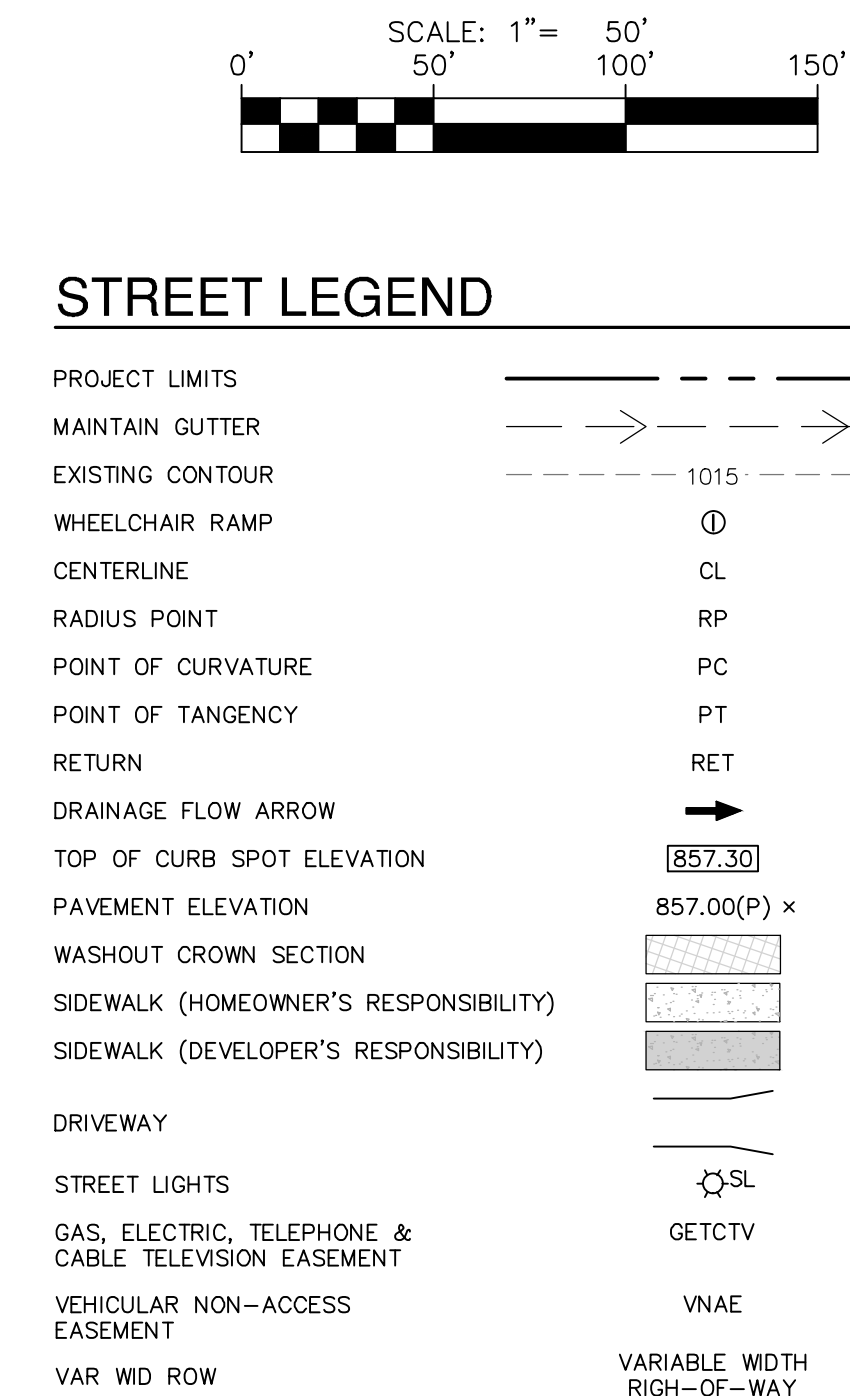 SCALE: 1"= 50'
0' 50' 100' 150'
STREET LEGEND
PROJECT LIMITS
MAINTAIN GUTTER
EXISTING CONTOUR 1015
WHEELCHAIR RAMP
CENTERLINE CL
RADIUS POINT RP
POINT OF CURVATURE PC
POINT OF TANGENCY PT
RETURN RET
DRAINAGE FLOW ARROW
TOP OF CURB SPOT ELEVATION 857.30
PAVEMENT ELEVATION 857.00(P) ×
WASHOUT CROWN SECTION
SIDEWALK (HOMEOWNER'S RESPONSIBILITY)
SIDEWALK (DEVELOPER'S RESPONSIBILITY)
DRIVEWAY
STREET LIGHTS SL
GAS, ELECTRIC, TELEPHONE & GETCTV
CABLE TELEVISION EASEMENT
VEHICULAR NON-ACCESS VNAE
EASEMENT
VAR WID ROW VARIABLE WIDTH
RIGH-OF-WAY